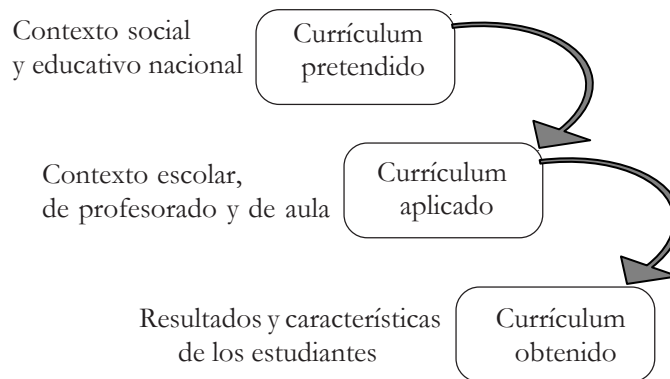 Contexto social
y educativo nacional
Currículum
pretendido
Contexto escolar,
de profesorado y de aula
Currículum
aplicado
Resultados y características
de los estudiantes
Currículum
obtenido